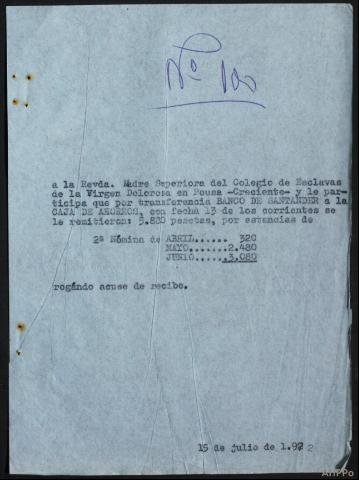 Nº 100
a la Revda. Madre Superiora del Colegio de Esclavas
de la Virgen Dolorosa en Pousa -Creciente- y le par-
ticipa que por transferencia BANCO DE SANTANDER a la
CAJA DE AHORROS, con fecha 13 de los corrientes se
le remitieron: 5.880 pesetas, por estancias de
2ª Nómina de ABRIL...... 320
MAYO.....2.480
JUNIO.....3.080
rogándo acuse de recibo.
15 de julio de 1.972
AHPPo